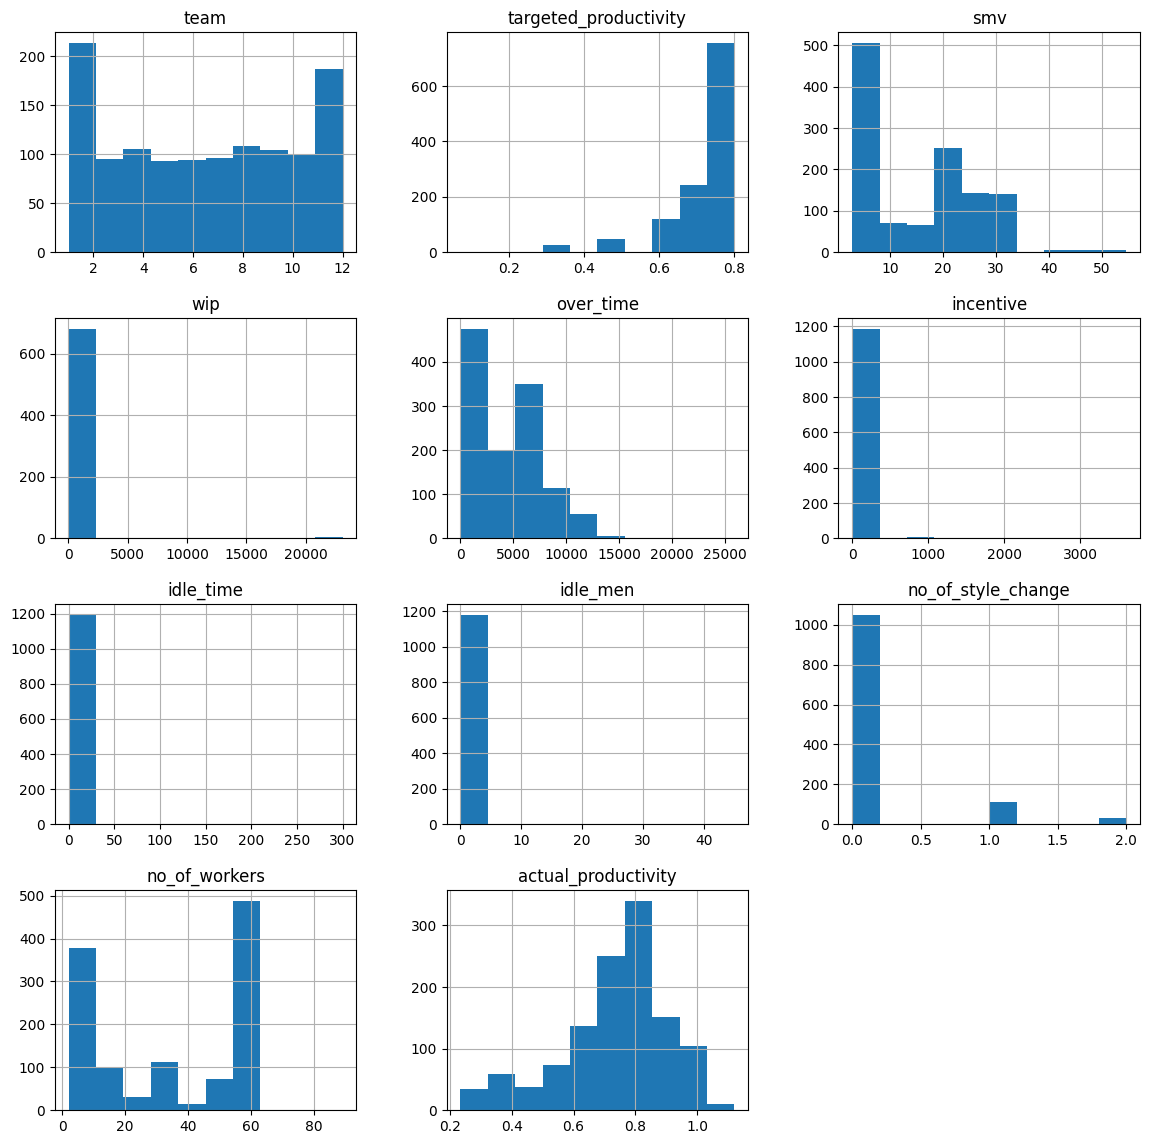 team
200
150
100
50
0
2 4 6 8 10 12
targeted_productivity
600
400
200
0
0.2 0.4 0.6 0.8
smv
500
400
300
200
100
0
10 20 30 40 50
wip
600
400
200
0
0 5000 10000 15000 20000
over_time
400
300
200
100
0
0 5000 10000 15000 20000 25000
incentive
1200
1000
800
600
400
200
0
0 1000 2000 3000
idle_time
1200
1000
800
600
400
200
0
0 50 100 150 200 250 300
idle_men
1200
1000
800
600
400
200
0
0 10 20 30 40
no_of_style_change
1000
800
600
400
200
0
0.0 0.5 1.0 1.5 2.0
no_of_workers
500
400
300
200
100
0
0 20 40 60 80
actual_productivity
300
200
100
0
0.2 0.4 0.6 0.8 1.0